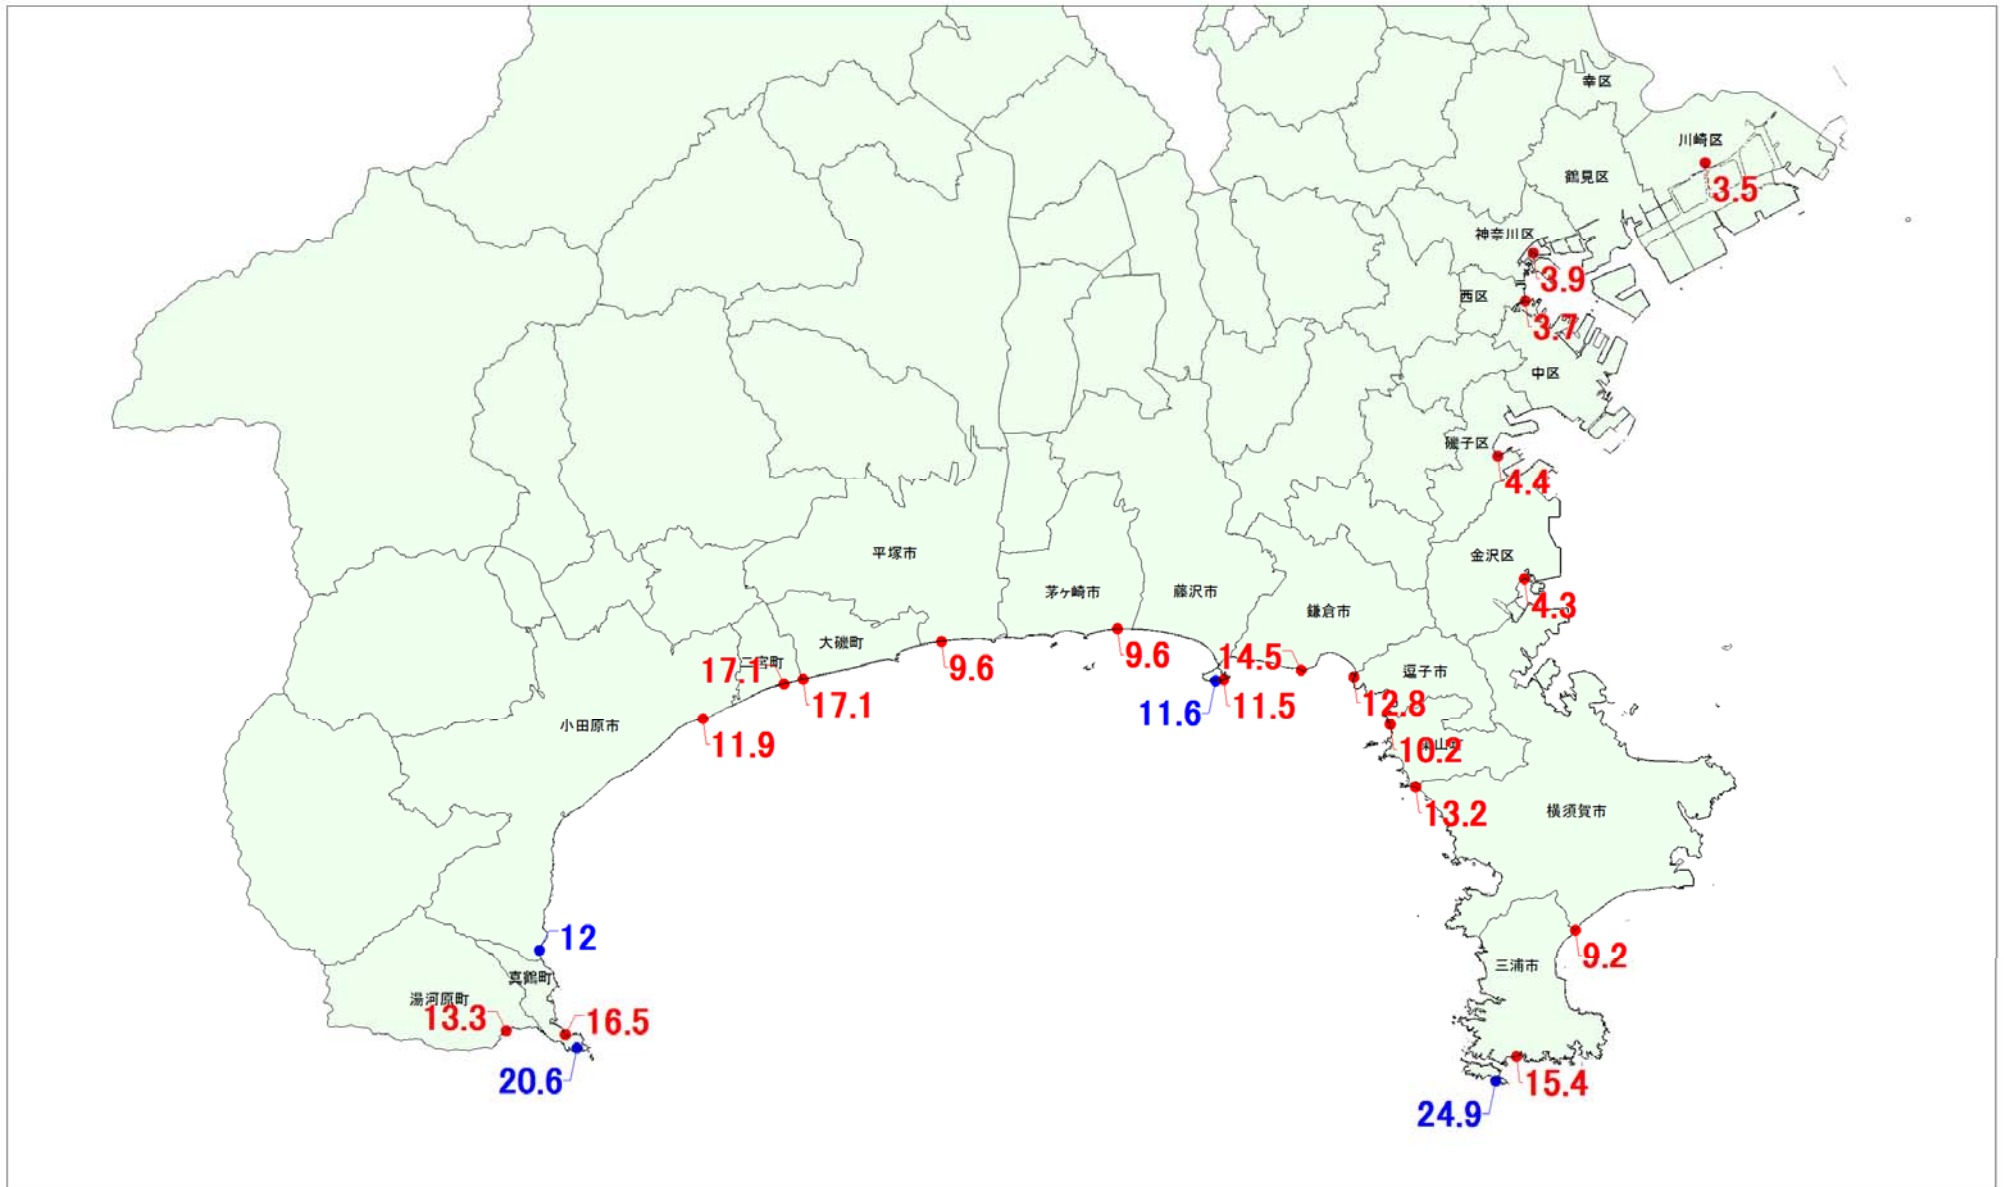 幸区
川崎区
3.5
鶴見区
神奈川区
3.9
西区
3.7
中区
磯子区
4.4
金沢区
4.3
平塚市
茅ヶ崎市
藤沢市
鎌倉市
大磯町
二宮町
17.1
17.1
9.6
9.6
14.5
11.6
11.5
逗子市
12.8
小田原市
11.9
10.2
山町
13.2
横須賀市
12
真鶴町
湯河原町
13.3
16.5
20.6
三浦市
9.2
15.4
24.9